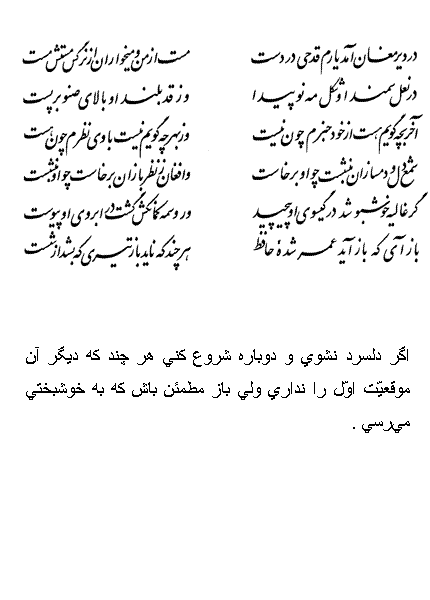 در دیر مغان آمد یارم قدحی در دست مست از می و میخواران از نرگس مستش مست
در نعل سمند او شکل مه نو پیدا وز قد بلند او بالای صنوبر پست
آخر بچه گویم هست از خود خبرم چون نیست وز بهر چه گویم نیست با وی نظرم چون هست
شمع دل دمسازان بنشست چو او برخاست وافغان ز نظر بازان برخاست چو او بنشست
گر غالیه خوشبو شد در گیسوی او پیچید ور وسمه کمانکش گشت در ابروی او پیوست
باز آی که باز آید عمر شدهٔ حافظ هر چند که ناید باز تیری که بشد از شست
اگر دلسرد نشوي و دوباره شروع کني هر چند که ديگر آن
موقعيّت اوّل را نداري ولي باز مطمئن باش که به خوشبختي
مي‌رسي .